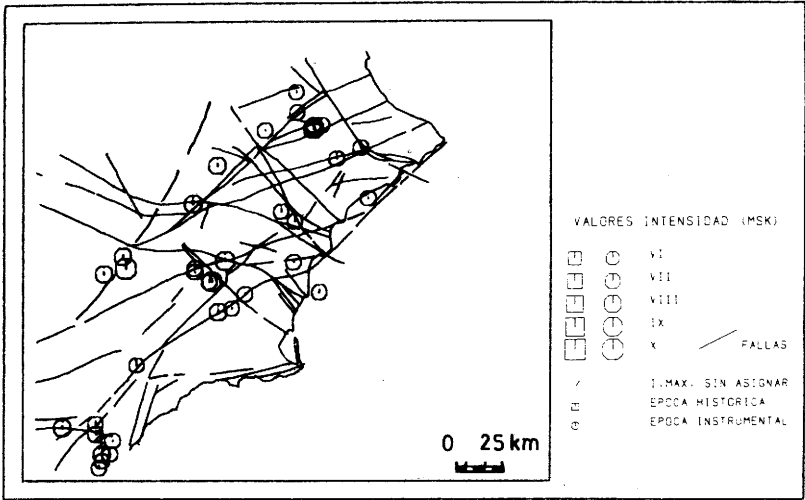 VALORES INTENSIDAD (MSK)
VI
VII
VIII
IX
X
FALLAS
I.MAX. SIN ASIGNAR
EPOCA HISTORICA
EPOCA INSTRUMENTAL
0 25 km